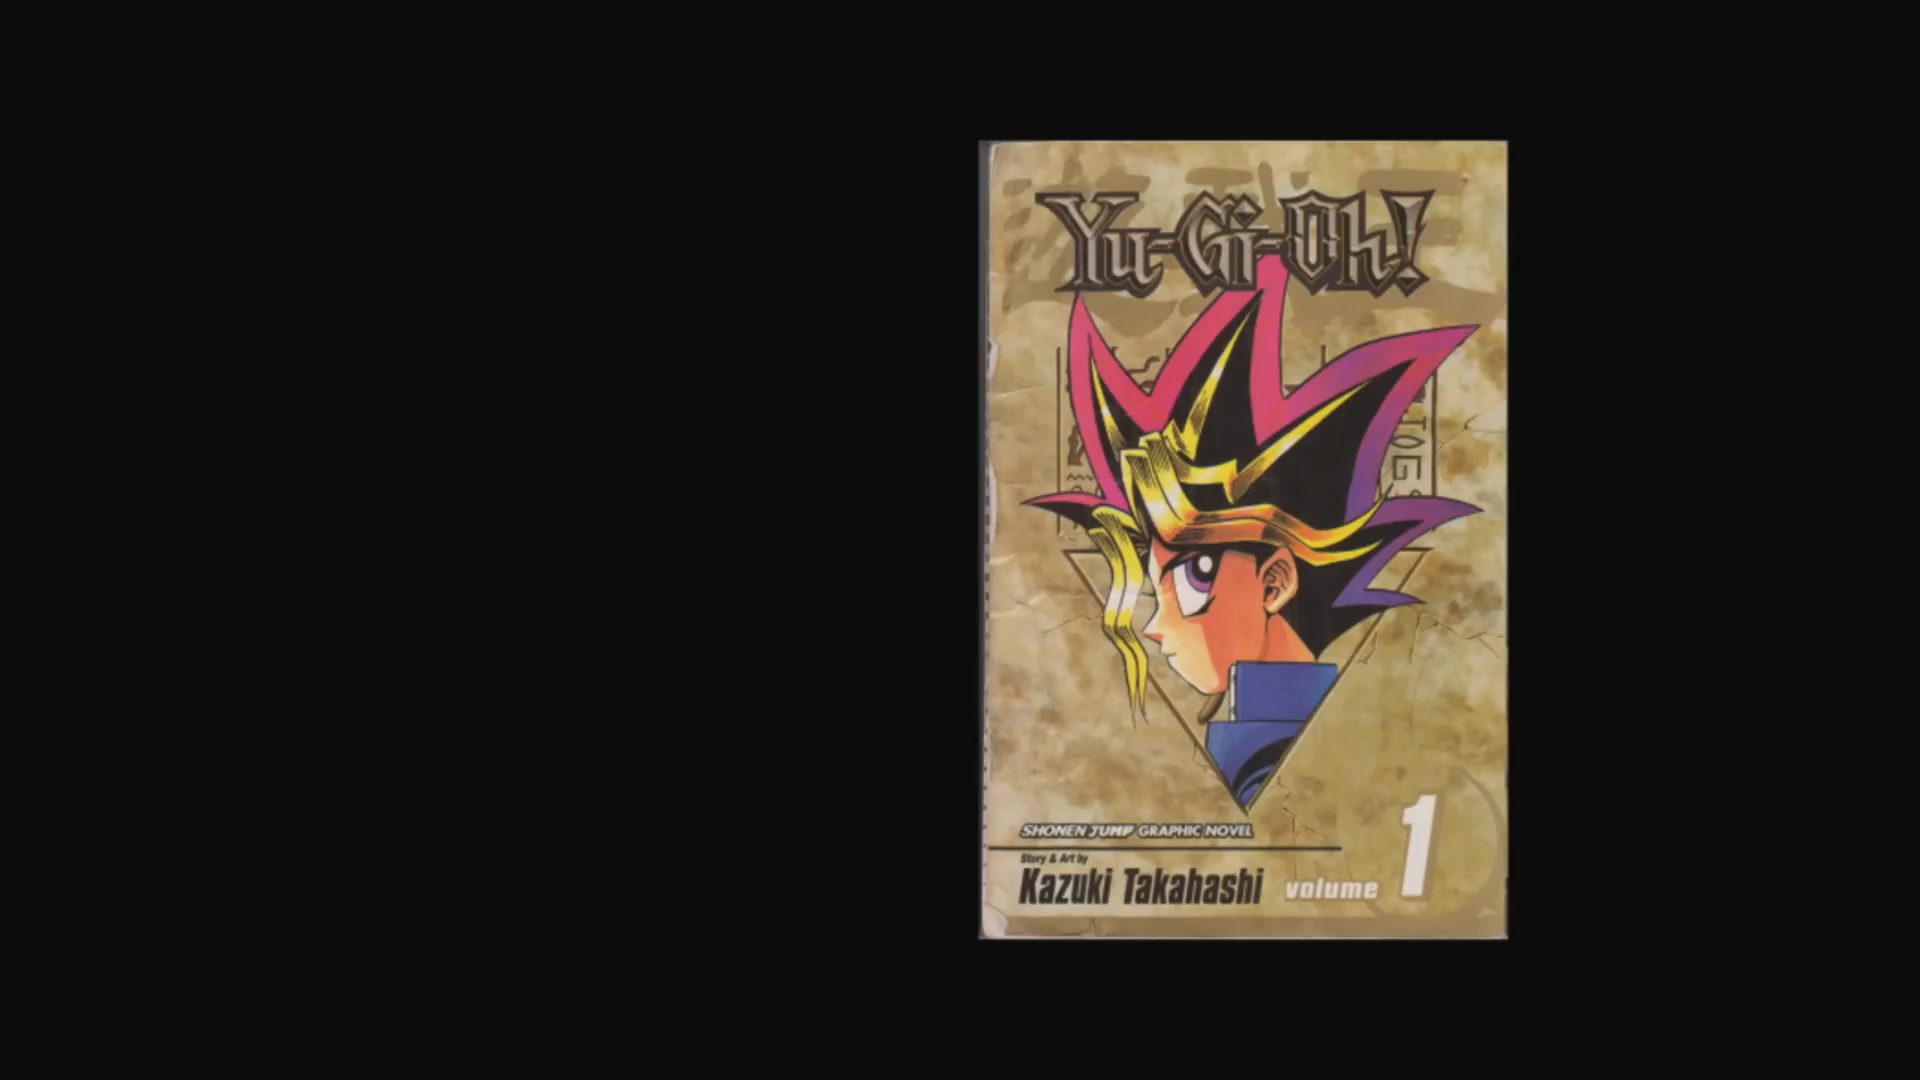 Yu-Gi-Oh!
SHONEN JUMP GRAPHIC NOVEL
Story & Art by
Kazuki Takahashi
volume 1